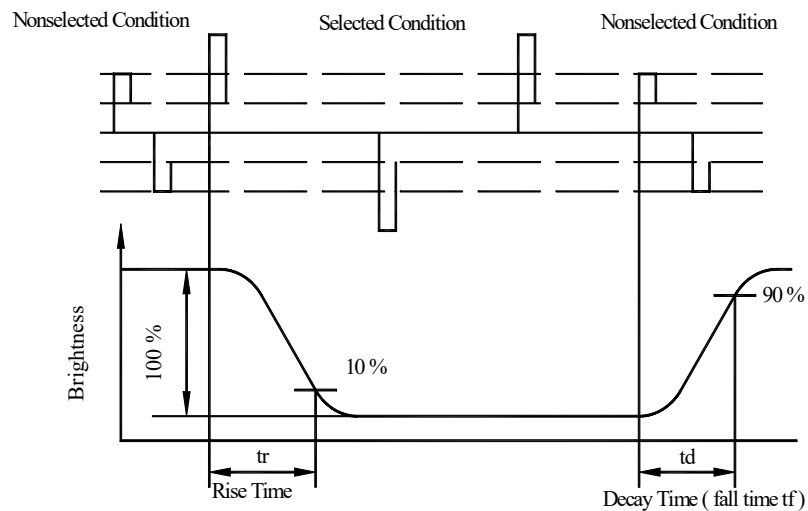 Nonselected Condition
Selected Condition
Nonselected Condition
Brightness
100 %
10 %
90 %
tr
Rise Time
td
Decay Time ( fall time tf )